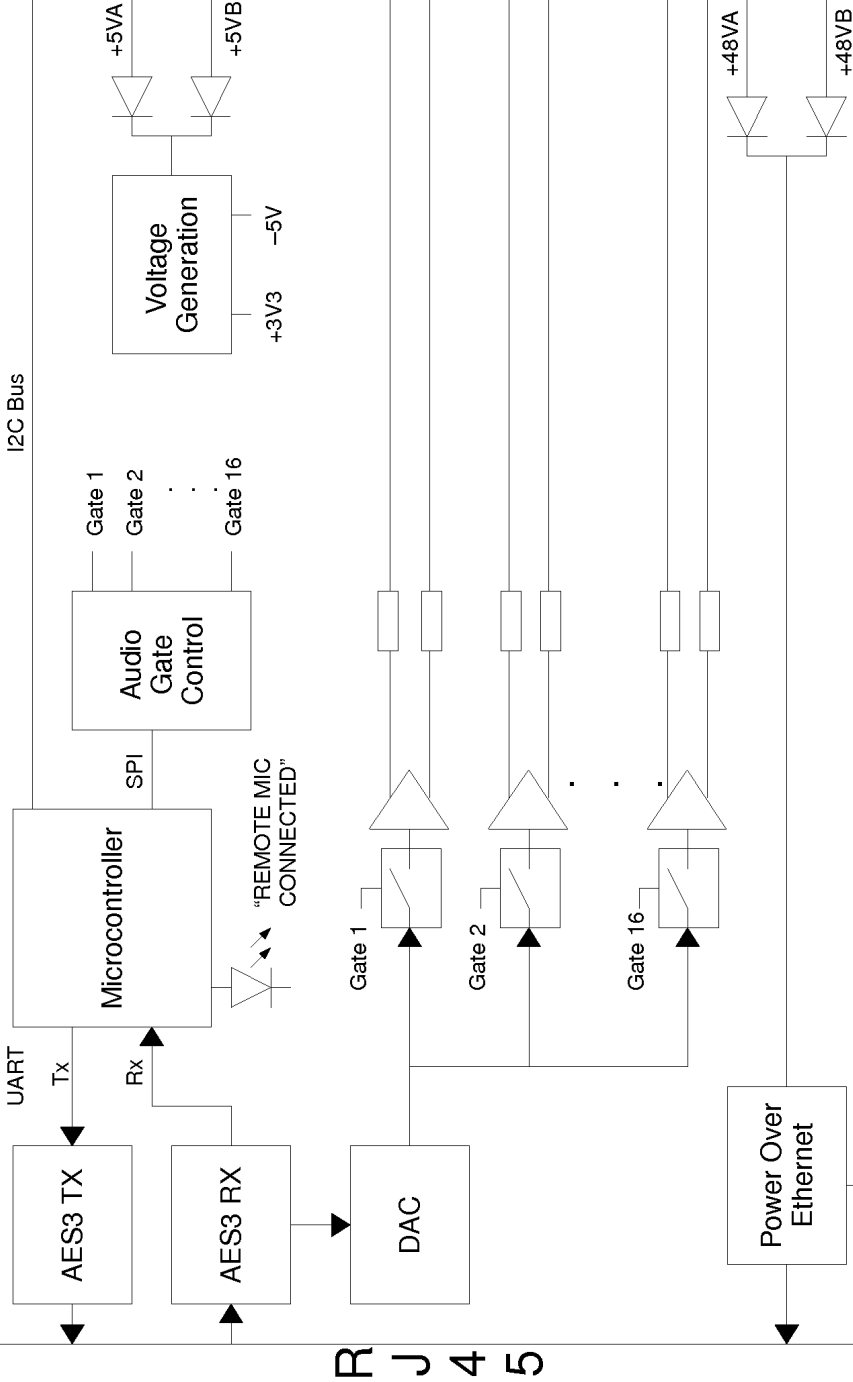 I2C Bus
+5VA
+5VB
Voltage
Generation
+3V3
–5V
Gate 1
Gate 2
. . .
Gate 16
Audio
Gate
Control
SPI
Microcontroller
"REMOTE MIC
CONNECTED"
UART
Tx
Rx
AES3 TX
AES3 RX
DAC
Gate 1
Gate 2
. . .
Gate 16
+48VA
+48VB
Power Over
Ethernet
RJ45